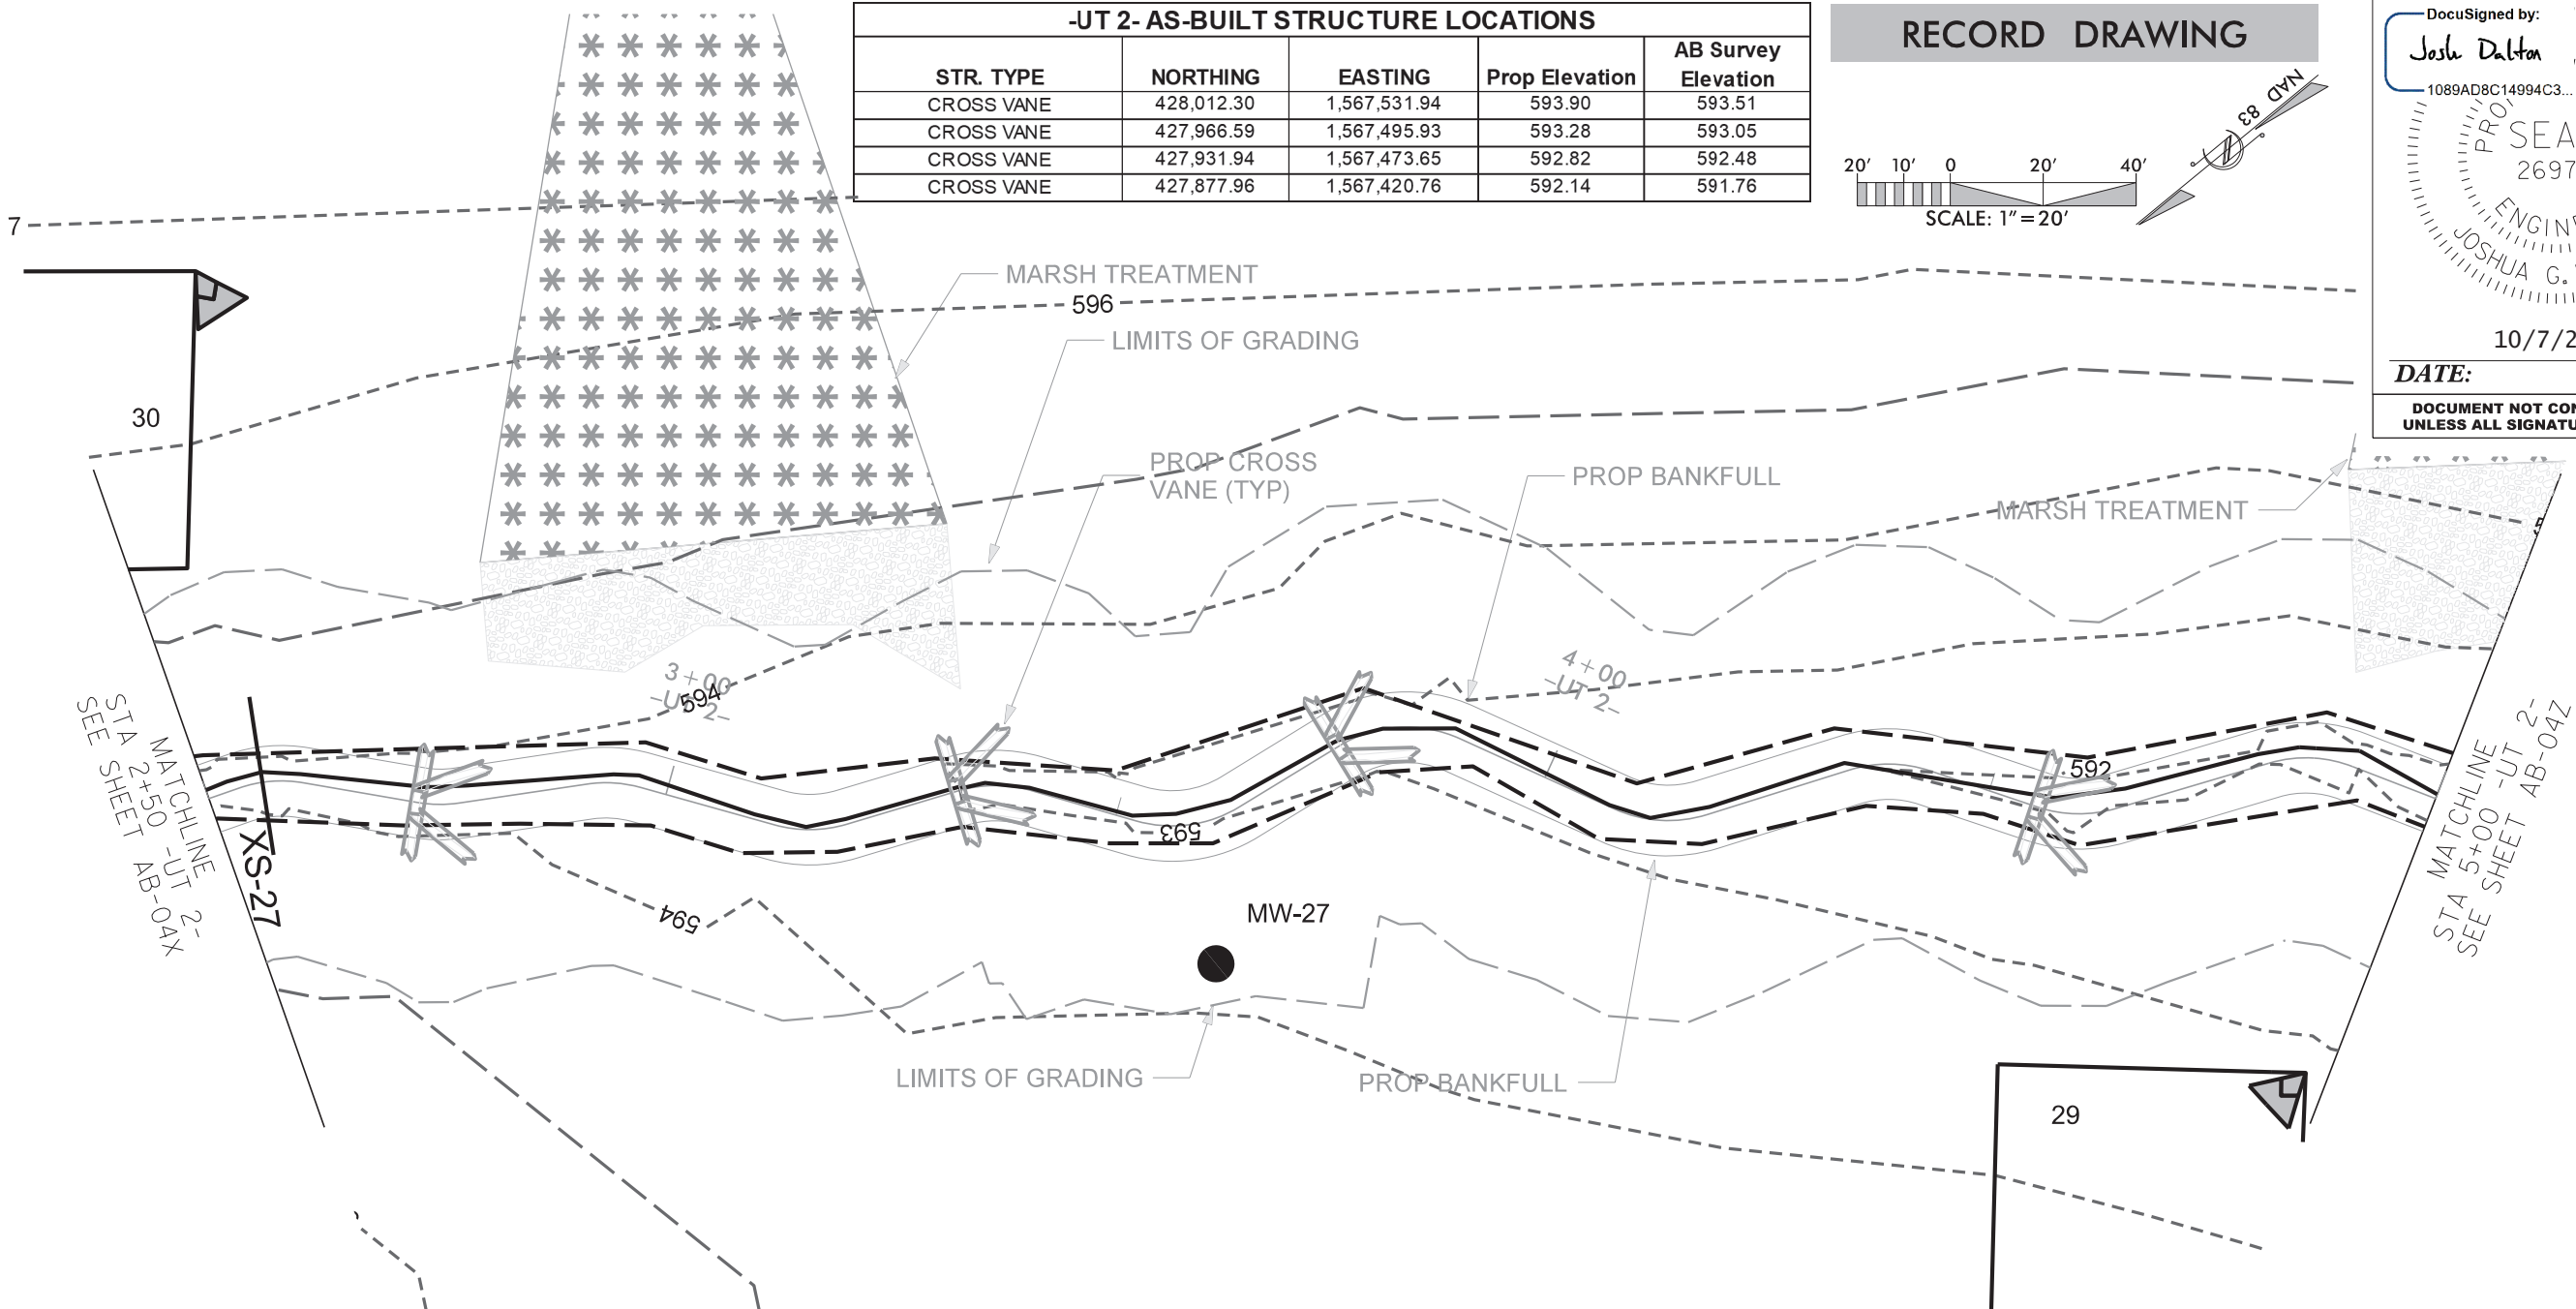 -UT 2- AS-BUILT STRUCTURE LOCATIONS
STR. TYPE NORTHING EASTING Prop Elevation AB Survey Elevation
CROSS VANE 428,012.30 1,567,531.94 593.90 593.51
CROSS VANE 427,966.59 1,567,495.93 593.28 593.05
CROSS VANE 427,931.94 1,567,473.65 592.82 592.48
CROSS VANE 427,877.96 1,567,420.76 592.14 591.76
RECORD DRAWING
NAD 83
20' 10' 0 20' 40'
SCALE: 1"=20'
DocuSigned by:
Josh Dalton
1089AD8C14994C3...
PRO
SEA
2697
ENGIN
JOSHUA G.
10/7/2
DATE:
DOCUMENT NOT CON
UNLESS ALL SIGNATU
7
MARSH TREATMENT
596
LIMITS OF GRADING
30
PROP CROSS
VANE (TYP)
PROP BANKFULL
MARSH TREATMENT
5
3+00
-UT 2-
594
4+00
-UT 2-
592
593
MATCHLINE
STA 2+50 -UT 2-
SEE SHEET AB-04X
XS-27
594
MW-27
MATCHLINE
STA 5+00 -UT 2-
SEE SHEET AB-04Z
LIMITS OF GRADING
PROP BANKFULL
29